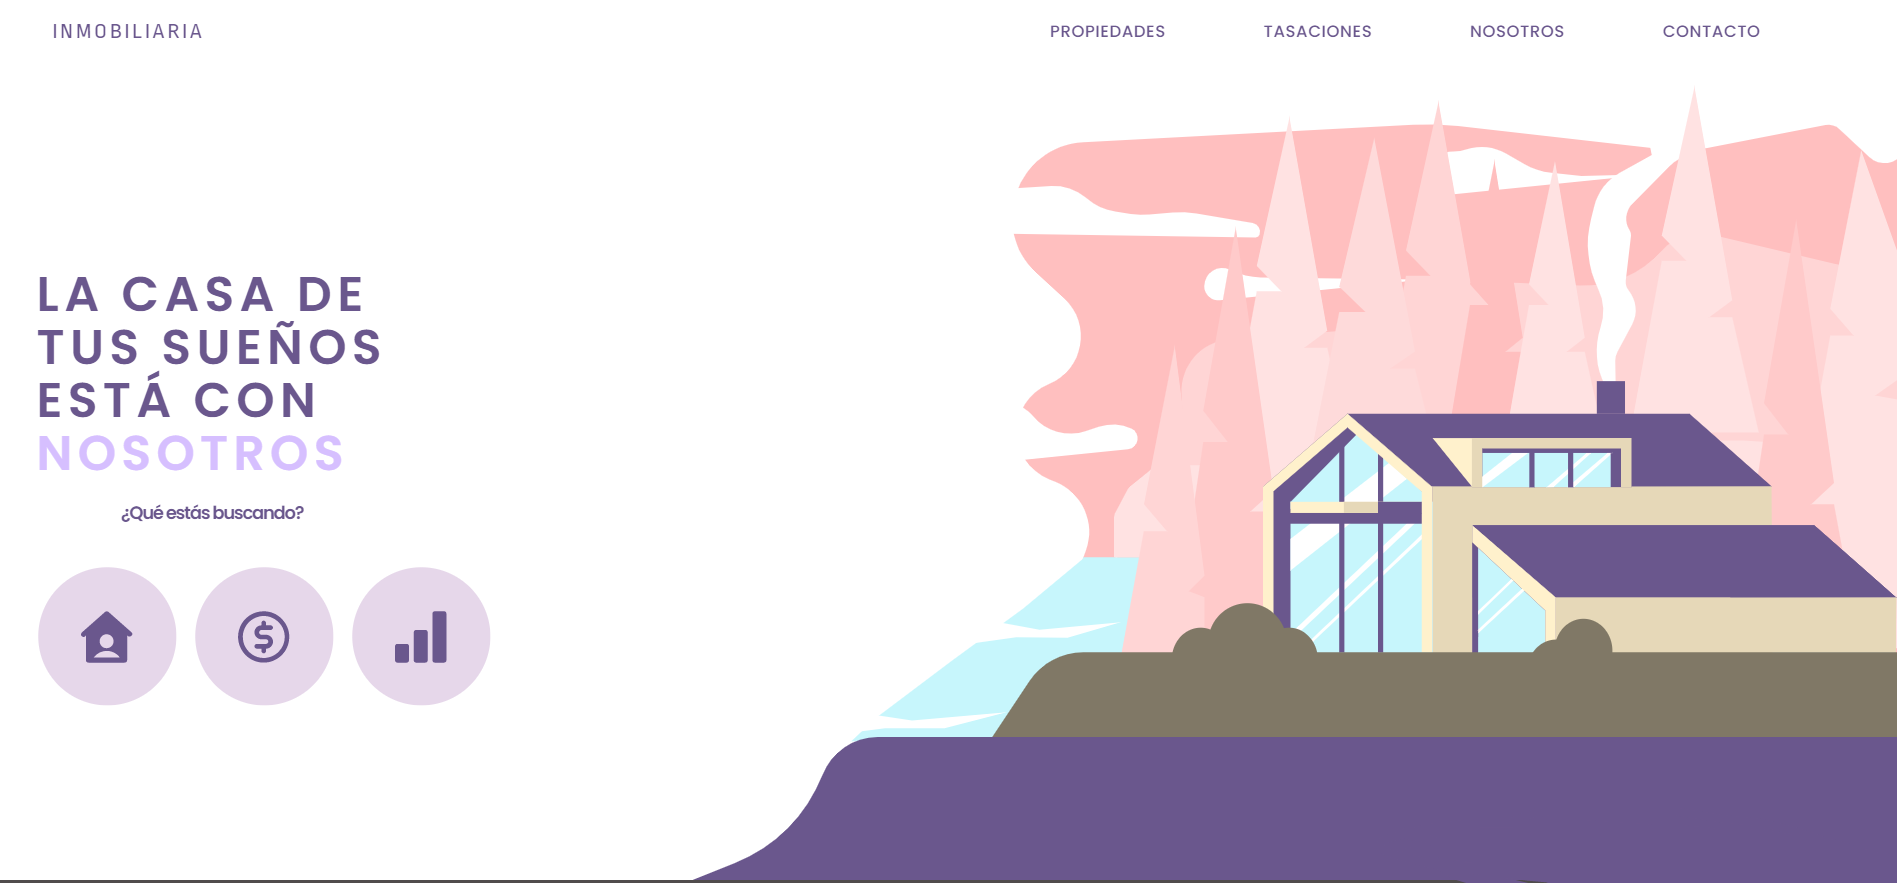 INMOBILIARIA
PROPIEDADES TASACIONES NOSOTROS CONTACTO
LA CASA DE
TUS SUEÑOS
ESTÁ CON
NOSOTROS
¿Qué estás buscando?